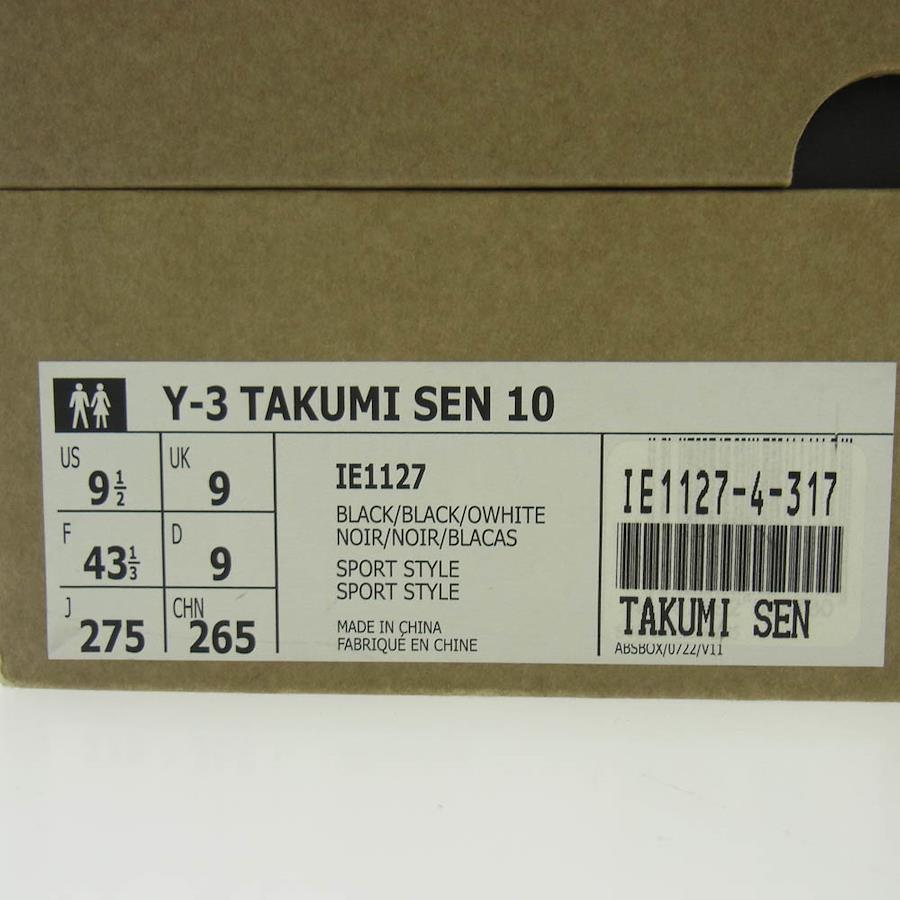 Y-3 TAKUMI SEN 10
US 9 1/2
UK 9
F 43 1/3
D 9
J 275
CHN 265
IE1127
BLACK/BLACK/OWHITE
NOIR/NOIR/BLACAS
SPORT STYLE
SPORT STYLE
MADE IN CHINA
FABRIQUÉ EN CHINE
IE1127-4-317
TAKUMI SEN
ABSBOX/0722/V11